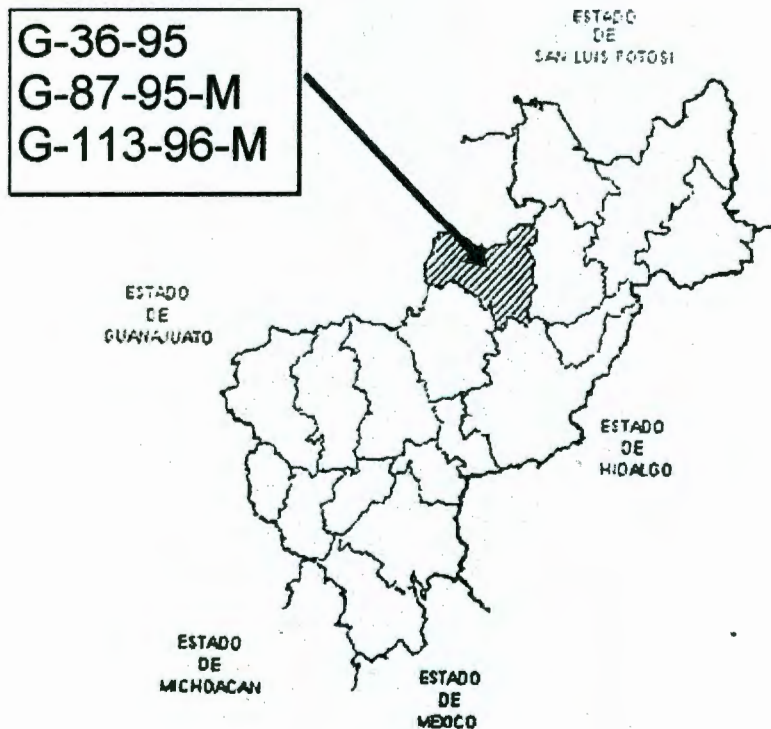 G-36-95
G-87-95-M
G-113-96-M
ESTADO
DE
SAN LUIS POTOSI
ESTADO
DE
GUANAJUATO
ESTADO
DE
HIDALGO
ESTADO
DE
MICHOACAN
ESTADO
DE
MEXICO